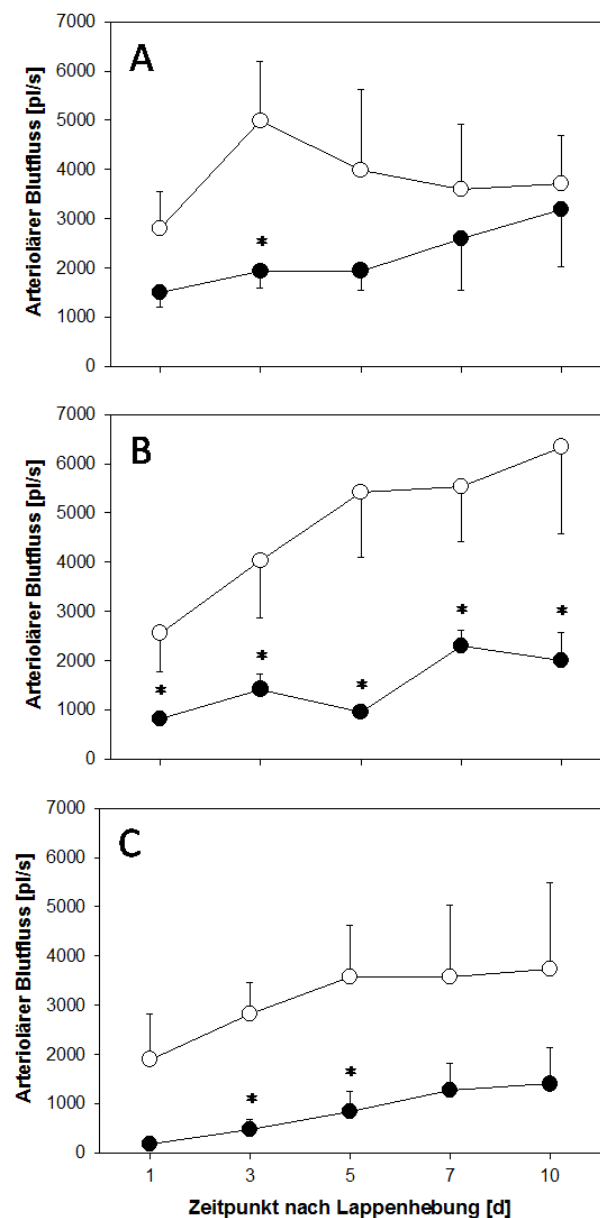 A
Arteriolärer Blutfluss [pl/s]
7000
6000
5000
4000
3000
2000
1000
0
*
B
Arteriolärer Blutfluss [pl/s]
7000
6000
5000
4000
3000
2000
1000
0
* * * * *
C
Arteriolärer Blutfluss [pl/s]
7000
6000
5000
4000
3000
2000
1000
0
* *
1 3 5 7 10
Zeitpunkt nach Lappenhebung [d]